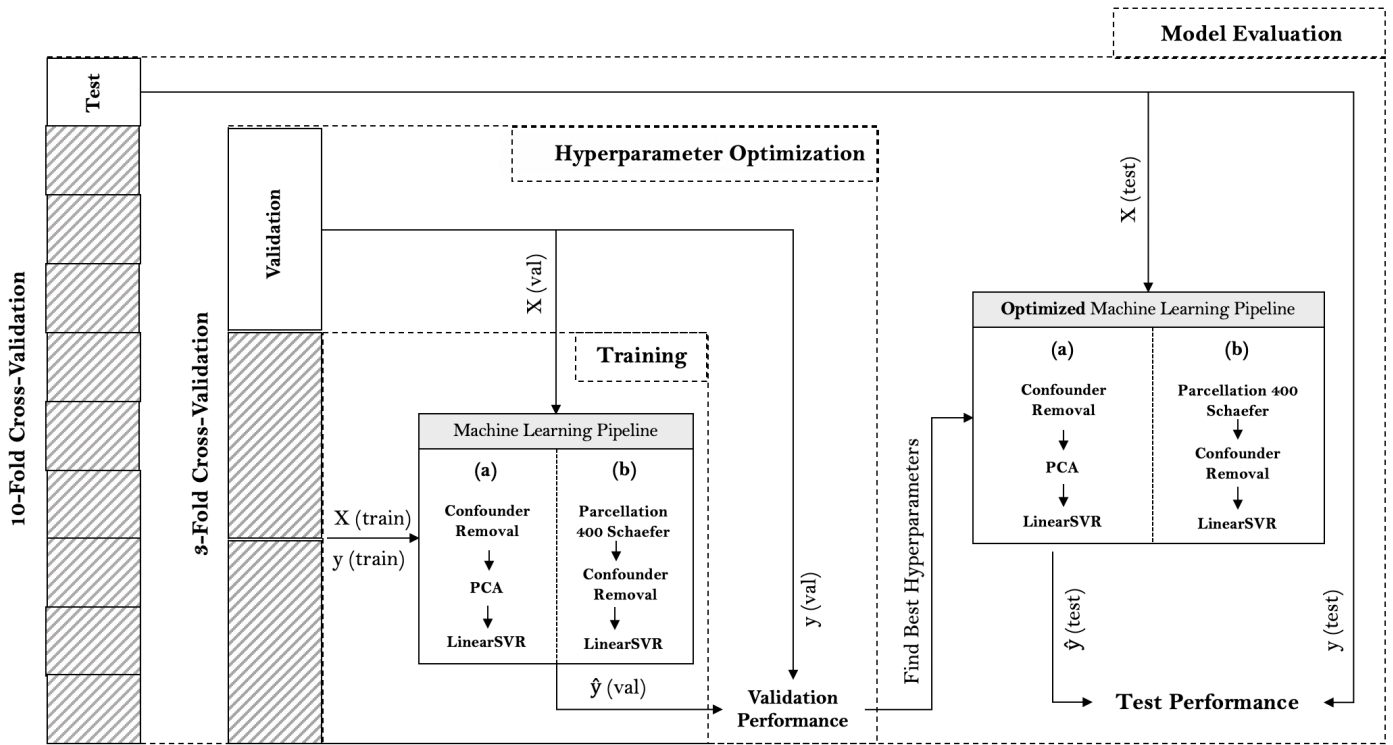 Model Evaluation
Test
10-Fold Cross-Validation
Hyperparameter Optimization
Validation
3-Fold Cross-Validation
X (val)
Training
Machine Learning Pipeline
(a)
Confounder
Removal
PCA
LinearSVR
(b)
Parcellation
400 Schaefer
Confounder
Removal
LinearSVR
X (train)
y (train)
ŷ (val)
y (val)
Validation
Performance
Find Best Hyperparameters
X (test)
Optimized Machine Learning Pipeline
(a)
Confounder
Removal
PCA
LinearSVR
(b)
Parcellation 400
Schaefer
Confounder
Removal
LinearSVR
ŷ (test)
y (test)
Test Performance